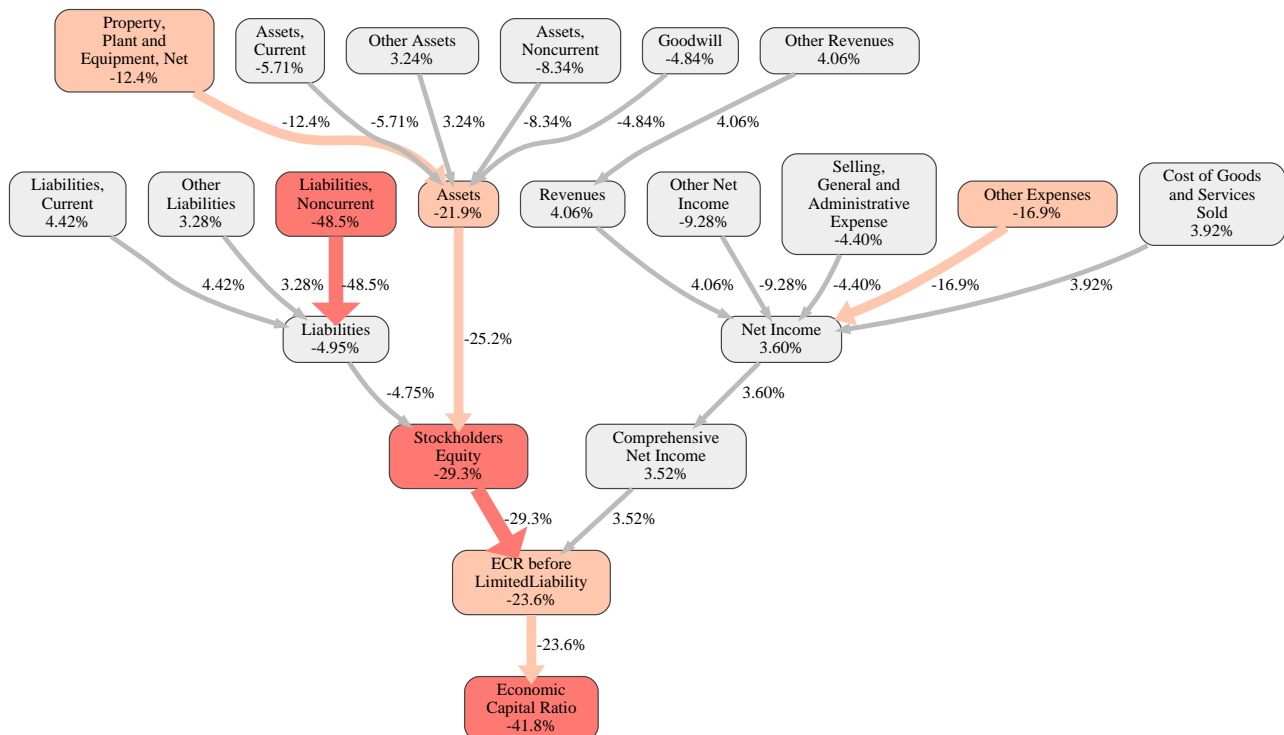 Property,
Plant and
Equipment, Net
-12.4%
Assets,
Current
-5.71%
Other Assets
3.24%
Assets,
Noncurrent
-8.34%
Goodwill
-4.84%
Other Revenues
4.06%
-12.4%
-5.71%
3.24%
-8.34%
-4.84%
4.06%
Liabilities,
Current
4.42%
Other
Liabilities
3.28%
Liabilities,
Noncurrent
-48.5%
Assets
-21.9%
Revenues
4.06%
Other Net
Income
-9.28%
Selling,
General and
Administrative
Expense
-4.40%
Other Expenses
-16.9%
Cost of Goods
and Services
Sold
3.92%
4.42%
3.28%
-48.5%
-25.2%
4.06%
-9.28%
-4.40%
-16.9%
3.92%
Liabilities
-4.95%
Net Income
3.60%
-4.75%
3.60%
Stockholders
Equity
-29.3%
Comprehensive
Net Income
3.52%
-29.3%
3.52%
ECR before
LimitedLiability
-23.6%
-23.6%
Economic
Capital Ratio
-41.8%